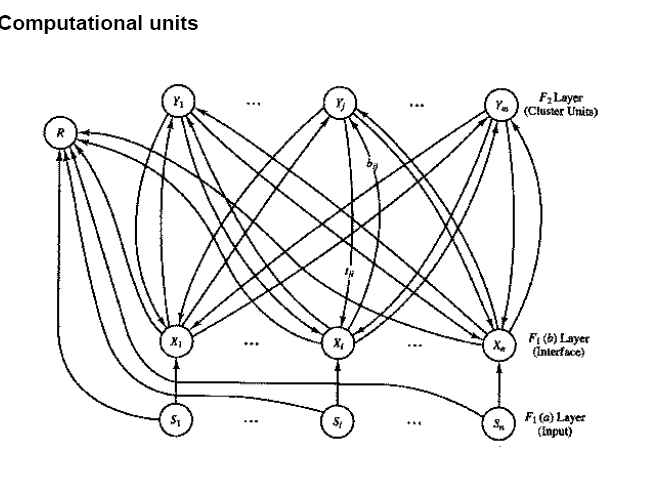 Computational units
Y1 ... Yj ... Ym
F2 Layer
(Cluster Units)
R
bij
tji
X1 ... Xi ... Xn
F1 (b) Layer
(Interface)
S1 ... Si ... Sn
F1 (a) Layer
(Input)